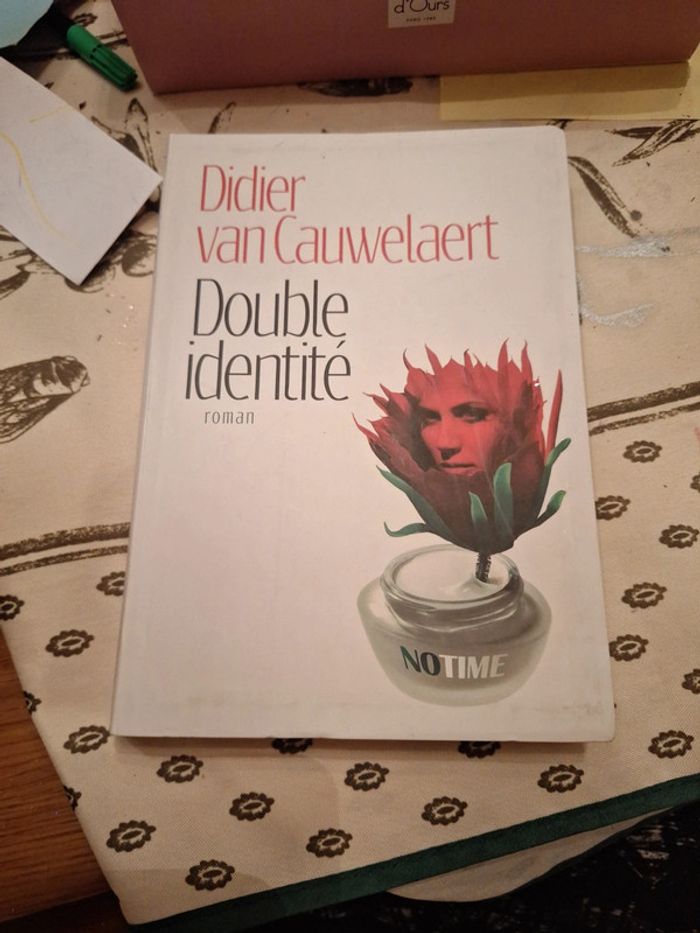 d'Ours
Didier
van Cauwelaert
Double
identité
roman
NOTIME